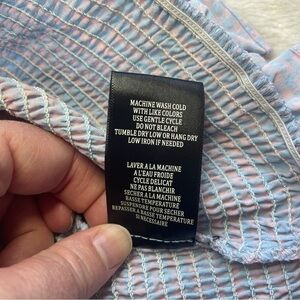 MACHINE WASH COLD
WITH LIKE COLORS
USE GENTLE CYCLE
DO NOT BLEACH
TUMBLE DRY LOW OR HANG DRY
LOW IRON IF NEEDED
LAVER A LA MACHINE
A L'EAU FROIDE
CYCLE DELICAT
NE PAS BLANCHIR
SECHER A LA MACHINE
BASSE TEMPERATURE
SUSPENDRE POUR SECHER
REPASSER A BASSE TEMPERATURE
SI NECESSAIRE